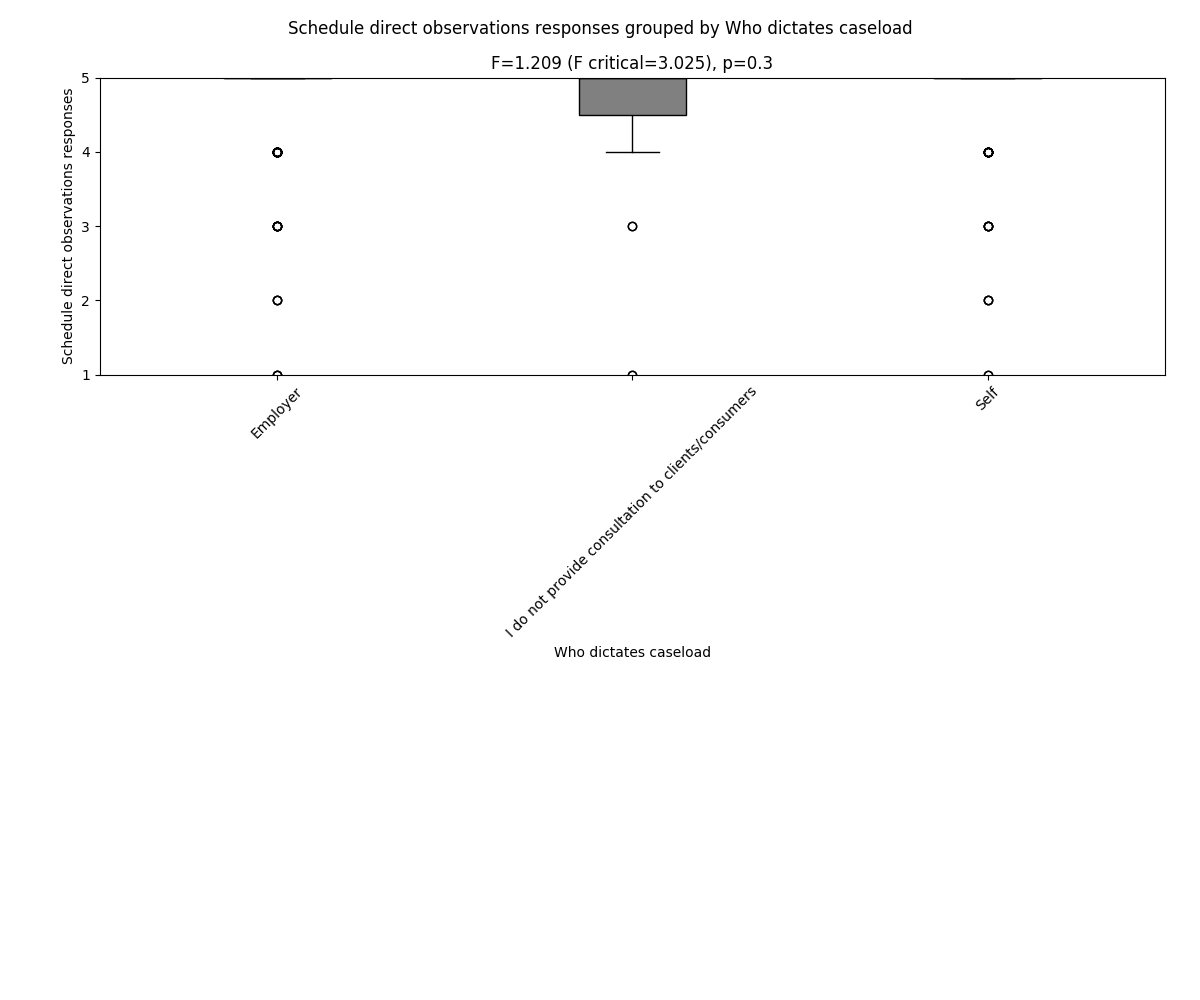 Schedule direct observations responses grouped by Who dictates caseload
F=1.209 (F critical=3.025), p=0.3
Schedule direct observations responses
5
4
3
2
1
Employer
I do not provide consultation to clients/consumers
Self
Who dictates caseload